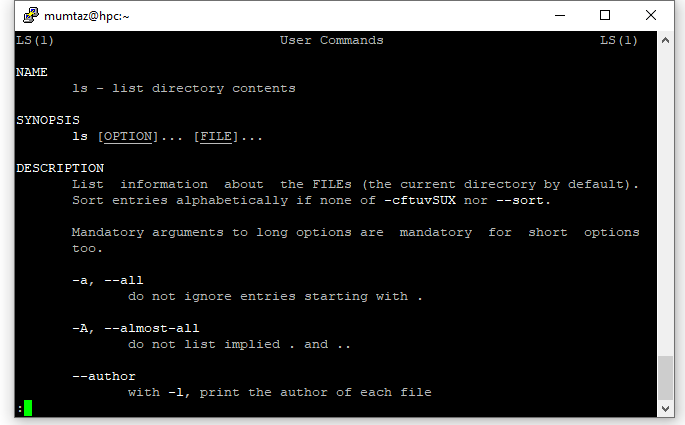 mumtaz@hpc:~
LS(1) User Commands LS(1)
NAME
ls - list directory contents
SYNOPSIS
ls [OPTION]... [FILE]...
DESCRIPTION
List information about the FILEs (the current directory by default).
Sort entries alphabetically if none of -cftuvSUX nor --sort.
Mandatory arguments to long options are mandatory for short options
too.
-a, --all
do not ignore entries starting with .
-A, --almost-all
do not list implied . and ..
--author
with -l, print the author of each file
: